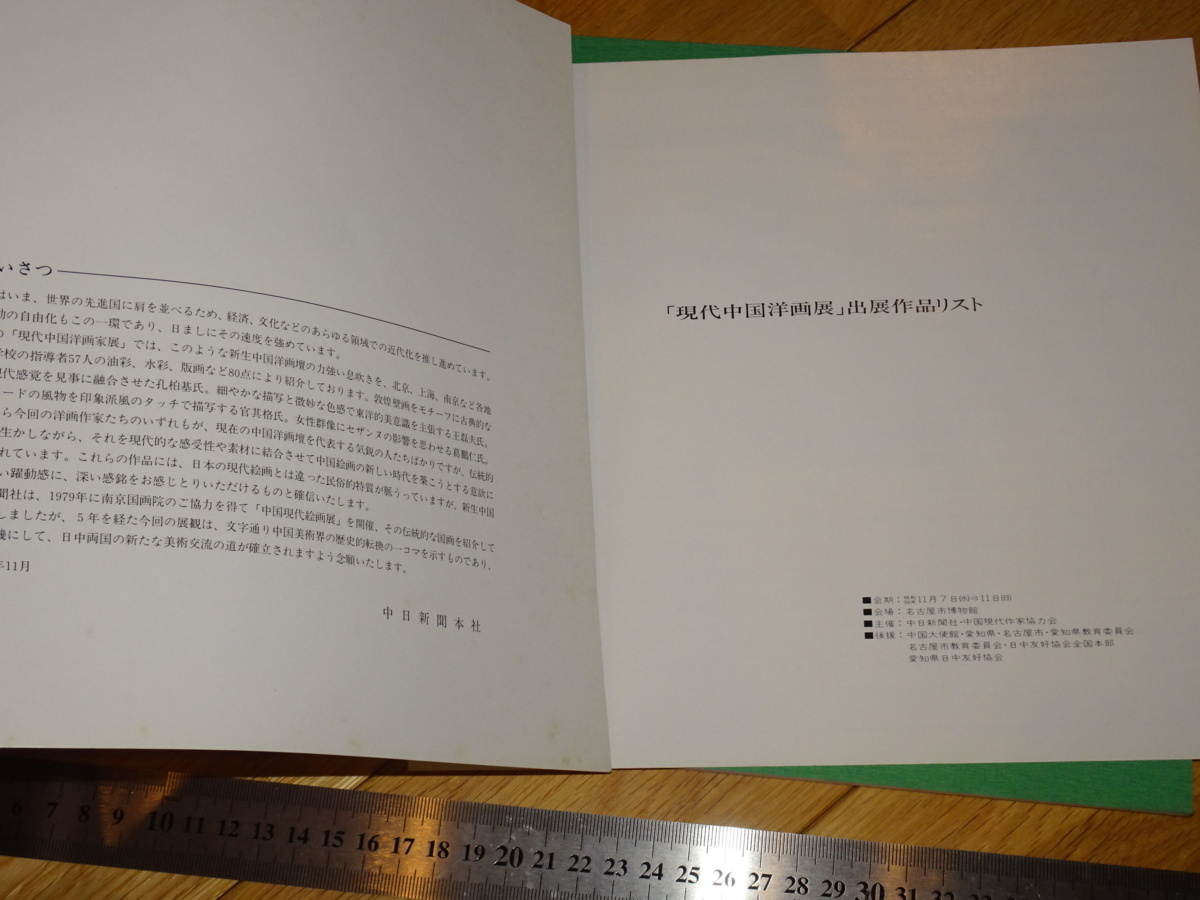 いさつ
はいま、世界の先進国に肩を並べるため、経済、文化などのあらゆる領域での近代化を推し進めています。
動の自由化もこの一環であり、日ましにその速度を強めています。
の「現代中国洋画家展」では、このような新生中国洋画壇の力強い息吹きを、北京、上海、南京など各地
学校の指導者57人の油彩、水彩、版画など80点により紹介しております。敦煌壁画をモチーフに古典的な
現代感覚を見事に融合させた孔柏基氏。細やかな描写と微妙な色感で東洋的美意識を主張する王磊夫氏。
ードの風物を印象派風のタッチで描写する官其格氏。女性群像にセザンヌの影響を思わせる葛鵬仁氏。
ら今回の洋画作家たちのいずれもが、現在の中国洋画壇を代表する気鋭の人たちばかりですが、伝統的
生かしながら、それを現代的な感受性や素材に結合させて中国絵画の新しい時代を築こうとする意欲に
れています。これらの作品には、日本の現代絵画とは違った民俗的特質が脈うっていますが、新生中国
い躍動感に、深い感銘をお感じとりいただけるものと確信いたします。
聞社は、1979年に南京国画院のご協力を得て「中国現代絵画展」を開催、その伝統的な国画を紹介して
しましたが、5年を経た今回の展観は、文字通り中国美術界の歴史的転換の一コマを示すものであり、
機にして、日中両国の新たな美術交流の道が確立されますよう念願いたします。
年11月
中日新聞本社
「現代中国洋画展」出展作品リスト
■会期：11月7日(水)⇨11日(日)
■会場：名古屋市博物館
■主催：中日新聞社・中国現代作家協力会
■後援：中国大使館・愛知県・名古屋市・愛知県教育委員会
名古屋市教育委員会・日中友好協会全国本部
愛知県日中友好協会
6 7 8 9 10 11 12 13 14 15 16 17 18 19 20 21 22 23 24 25 26 27 28 29 30 31